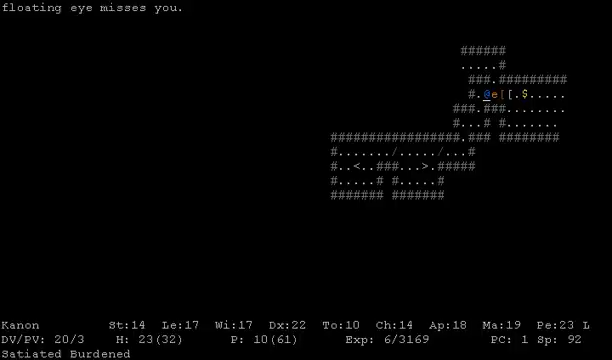 floating eye misses you.
######
.....#
###.#########
#.@e[[.$.....
###.###........
#...# #.......
#################.### ########
#......./...../...#
#..<..###...>.#####
#.....# #.....#
####### #######
Kanon St:14 Le:17 Wi:17 Dx:22 To:10 Ch:14 Ap:18 Ma:19 Pe:23 L
DV/PV: 20/3 H: 23(32) P: 10(61) Exp: 6/3169 PC: 1 Sp: 92
Satiated Burdened